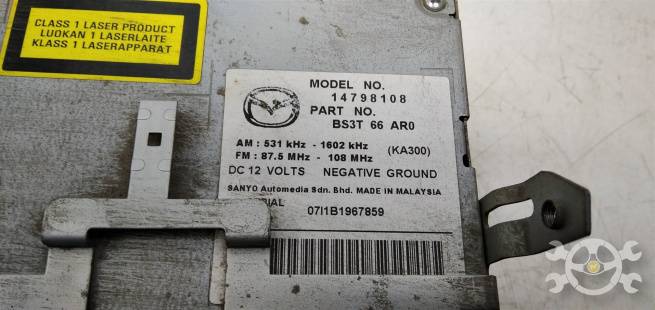 CLASS 1 LASER PRODUCT
LUOKAN 1 LASERLAITE
KLASS 1 LASERAPPARAT
MODEL NO.
14798108
PART NO.
BS3T 66 AR0
AM : 531 kHz - 1602 kHz (KA300)
FM : 87.5 MHz - 108 MHz
DC 12 VOLTS NEGATIVE GROUND
SANYO Automedia Sdn. Bhd. MADE IN MALAYSIA
07I1B1967859